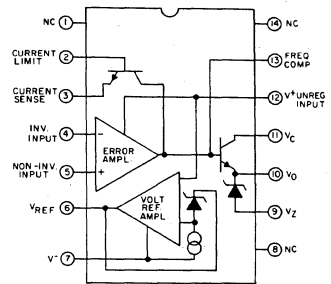 NC 1
14 NC
CURRENT LIMIT
2
13 FREQ COMP
CURRENT SENSE 3
12 V+ UNREG INPUT
INV. INPUT 4
-
11 VC
ERROR AMPL.
NON-INV. INPUT 5
+
10 VO
VREF 6
VOLT REF. AMPL
9 VZ
V- 7
8 NC